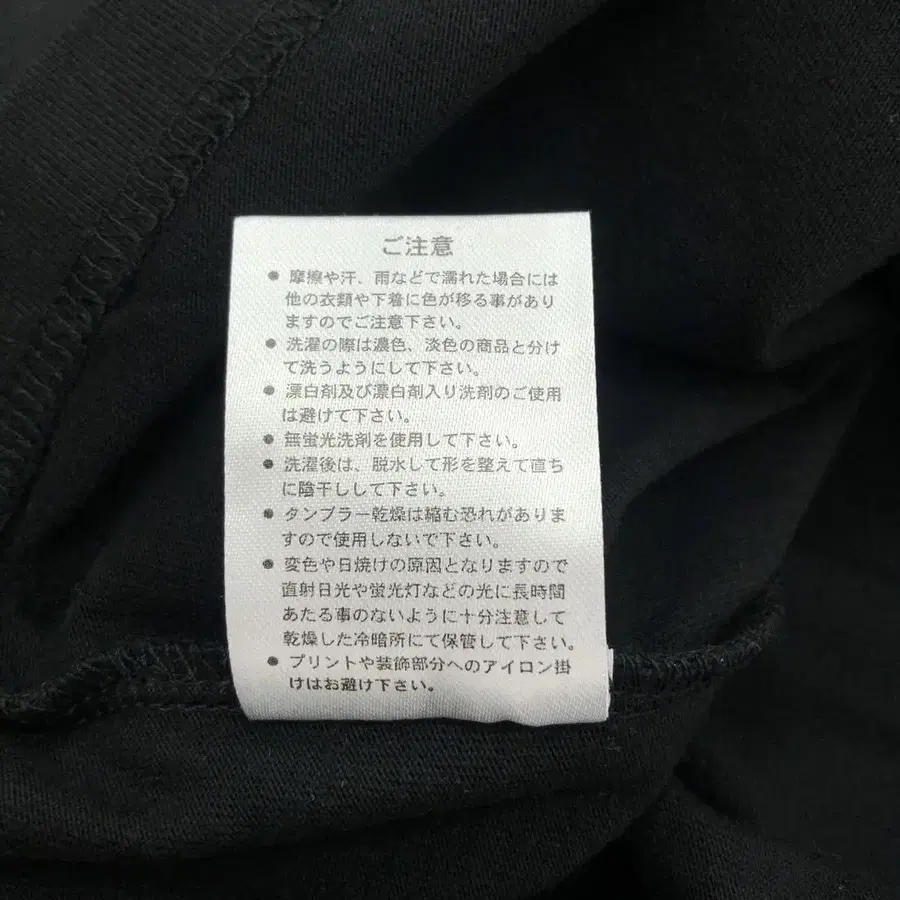 ご注意
● 摩擦や汗、雨などで濡れた場合には
他の衣類や下着に色が移る事があり
ますのでご注意下さい。
● 洗濯の際は濃色、淡色の商品と分け
て洗うようにして下さい。
● 漂白剤及び漂白剤入り洗剤のご使用
は避けて下さい。
● 無蛍光洗剤を使用して下さい。
● 洗濯後は、脱水して形を整えて直ち
に陰干しして下さい。
● タンブラー乾燥は縮む恐れがありま
すので使用しないで下さい。
● 変色や日焼けの原因となりますので
直射日光や蛍光灯などの光に長時間
あたる事のないように十分注意して
乾燥した冷暗所にて保管して下さい。
● プリントや装飾部分へのアイロン掛
けはお避け下さい。